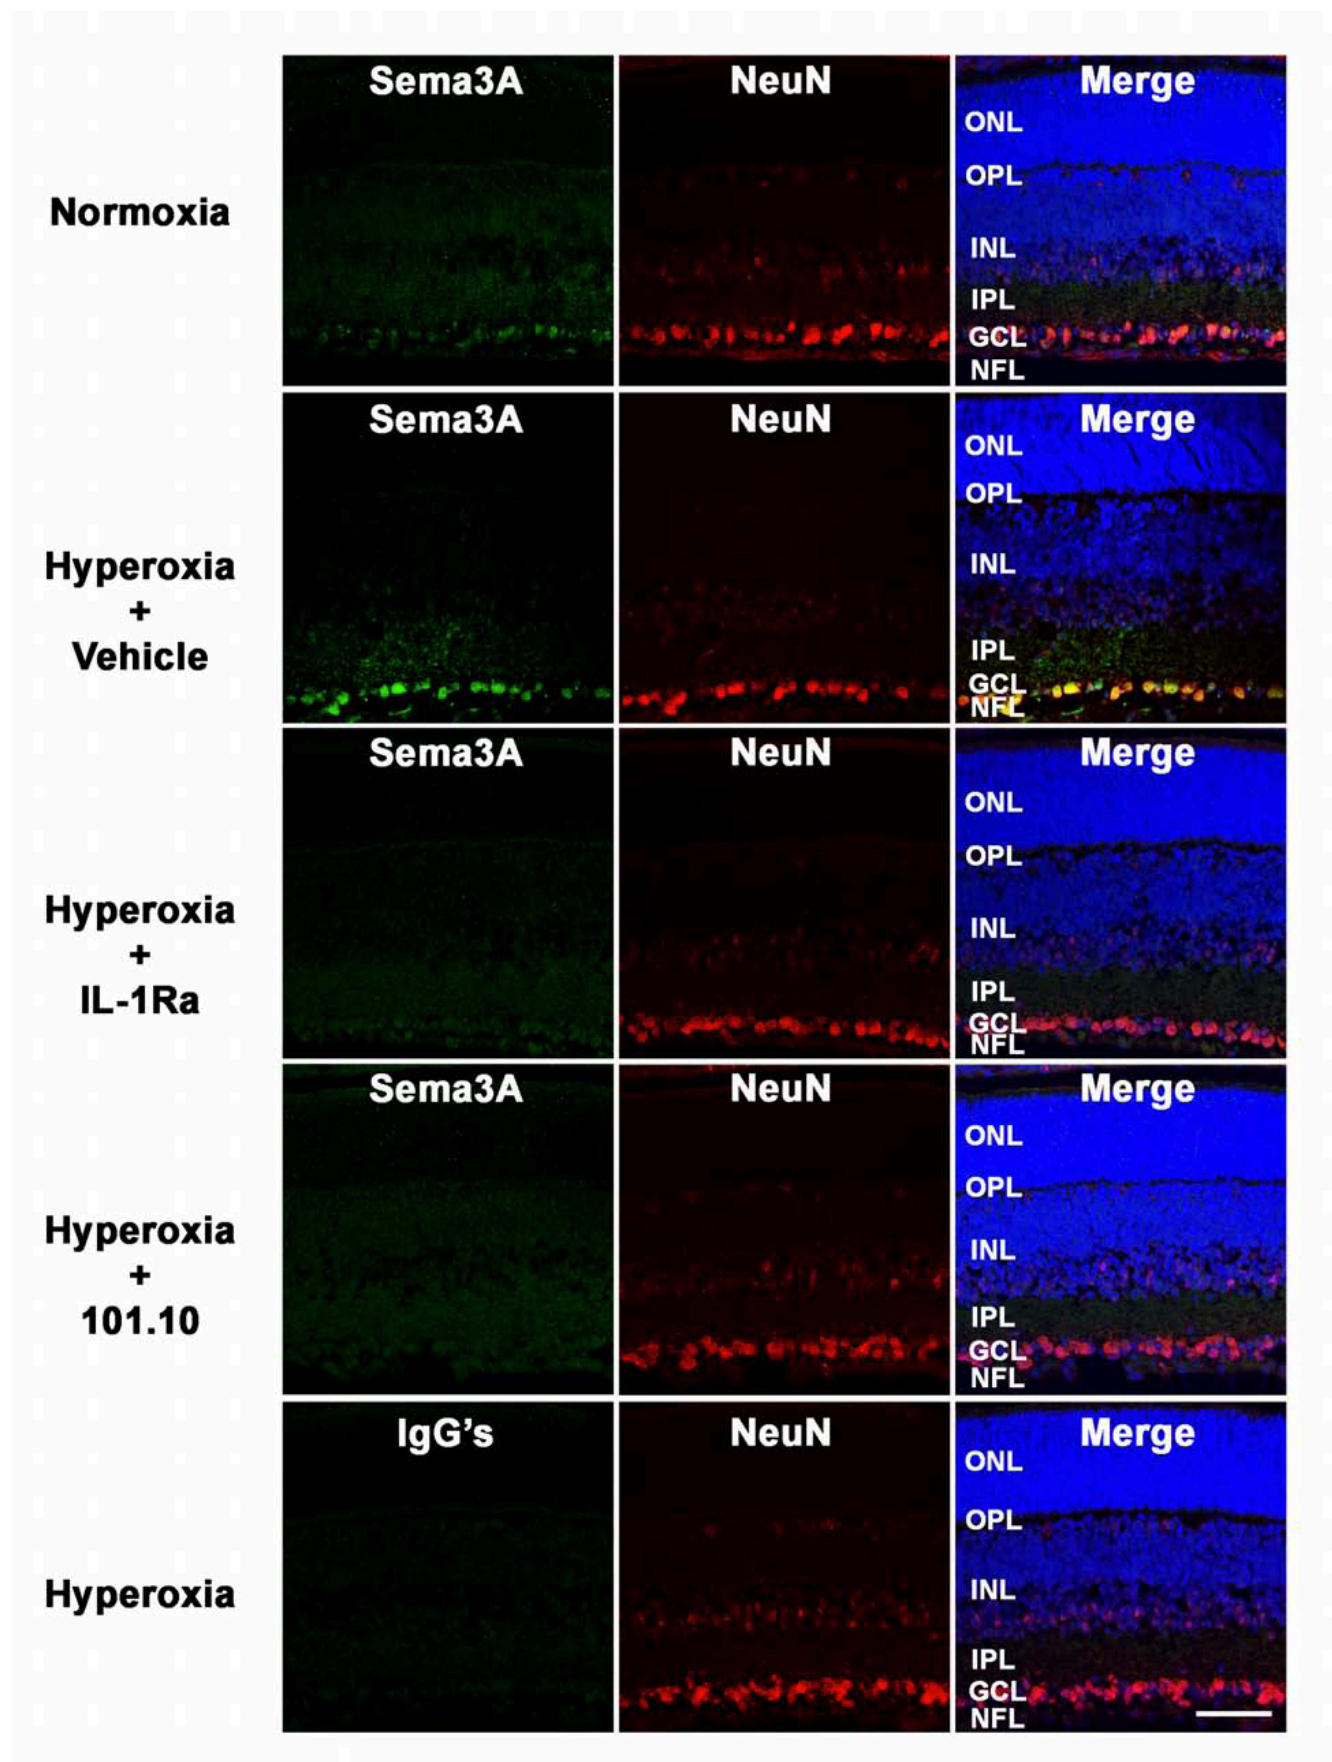 Sema3A NeuN Merge
ONL
OPL
Normoxia
INL
IPL
GCL
NFL
Sema3A NeuN Merge
ONL
OPL
Hyperoxia
+
Vehicle
INL
IPL
GCL
NFL
Sema3A NeuN Merge
ONL
OPL
Hyperoxia
+
IL-1Ra
INL
IPL
GCL
NFL
Sema3A NeuN Merge
ONL
OPL
Hyperoxia
+
101.10
INL
IPL
GCL
NFL
IgG's NeuN Merge
ONL
OPL
Hyperoxia
INL
IPL
GCL
NFL